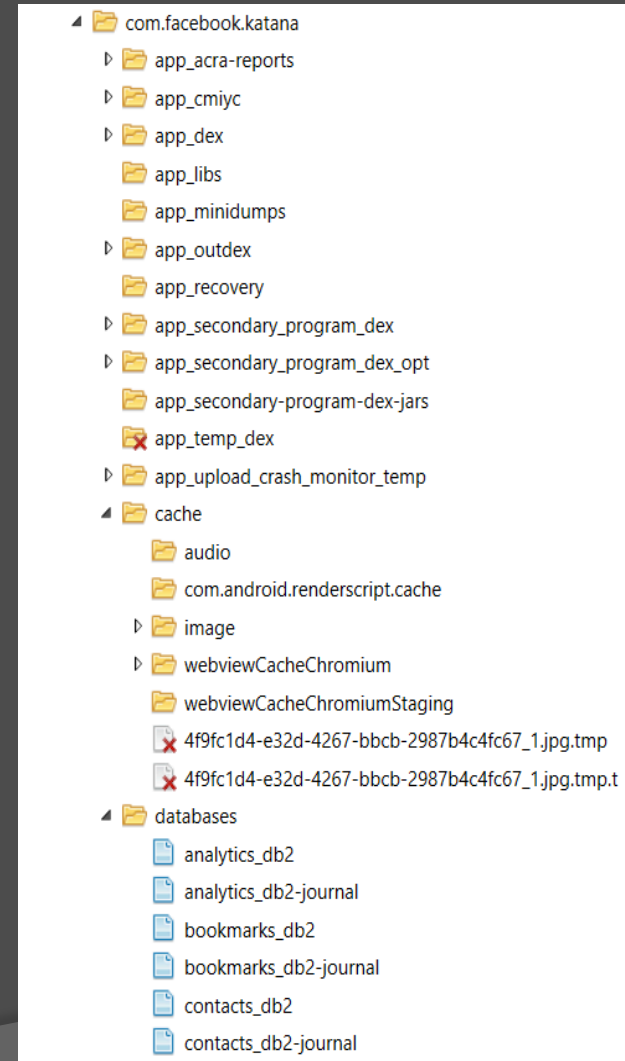 com.facebook.katana
app_acra-reports
app_cmiyc
app_dex
app_libs
app_minidumps
app_outdex
app_recovery
app_secondary_program_dex
app_secondary_program_dex_opt
app_secondary-program-dex-jars
app_temp_dex
app_upload_crash_monitor_temp
cache
audio
com.android.renderscript.cache
image
webviewCacheChromium
webviewCacheChromiumStaging
4f9fc1d4-e32d-4267-bbcb-2987b4c4fc67_1.jpg.tmp
4f9fc1d4-e32d-4267-bbcb-2987b4c4fc67_1.jpg.tmp.t
databases
analytics_db2
analytics_db2-journal
bookmarks_db2
bookmarks_db2-journal
contacts_db2
contacts_db2-journal